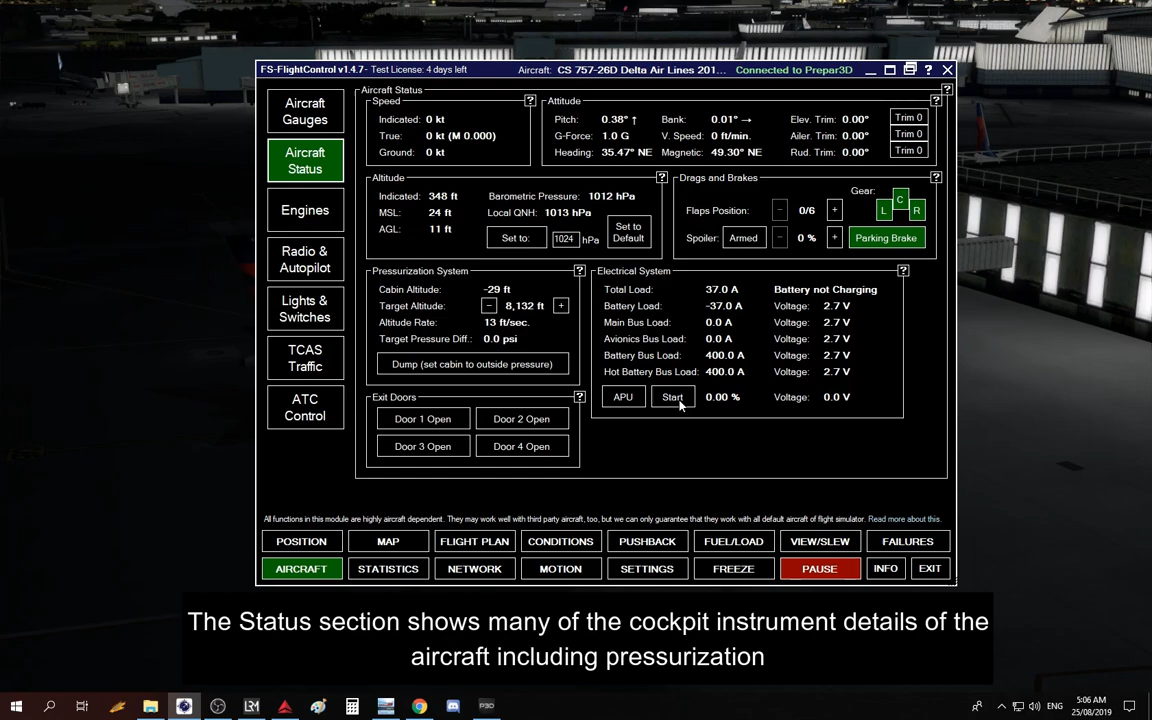 FS-FlightControl v1.4.7- Test License: 4 days left Aircraft: CS 757-26D Delta Air Lines 201... Connected to Prepar3D ?
Aircraft Gauges
Aircraft Status
Engines
Radio & Autopilot
Lights & Switches
TCAS Traffic
ATC Control
Aircraft Status ?
Speed ?
Indicated: 0 kt
True: 0 kt (M 0.000)
Ground: 0 kt
Attitude ?
Pitch: 0.38° ↑ Bank: 0.01° → Elev. Trim: 0.00° Trim 0
G-Force: 1.0 G V. Speed: 0 ft/min. Ailer. Trim: 0.00° Trim 0
Heading: 35.47° NE Magnetic: 49.30° NE Rud. Trim: 0.00° Trim 0
Altitude ?
Indicated: 348 ft Barometric Pressure: 1012 hPa
MSL: 24 ft Local QNH: 1013 hPa
AGL: 11 ft
Set to: 1024 hPa Set to Default
Drags and Brakes ?
Gear: L C R
Flaps Position: − 0/6 +
Spoiler: Armed − 0 % + Parking Brake
Pressurization System ?
Cabin Altitude: -29 ft
Target Altitude: − 8,132 ft +
Altitude Rate: 13 ft/sec.
Target Pressure Diff.: 0.0 psi
Dump (set cabin to outside pressure)
Electrical System ?
Total Load: 37.0 A Battery not Charging
Battery Load: -37.0 A Voltage: 2.7 V
Main Bus Load: 0.0 A Voltage: 2.7 V
Avionics Bus Load: 0.0 A Voltage: 2.7 V
Battery Bus Load: 400.0 A Voltage: 2.7 V
Hot Battery Bus Load: 400.0 A Voltage: 2.7 V
APU Start 0.00 % Voltage: 0.0 V
Exit Doors ?
Door 1 Open Door 2 Open
Door 3 Open Door 4 Open
All functions in this module are highly aircraft dependent. They may work well with third party aircraft, too, but we can only guarantee that they work with all default aircraft of flight simulator. Read more about this.
POSITION MAP FLIGHT PLAN CONDITIONS PUSHBACK FUEL/LOAD VIEW/SLEW FAILURES
AIRCRAFT STATISTICS NETWORK MOTION SETTINGS FREEZE PAUSE INFO EXIT
The Status section shows many of the cockpit instrument details of the
aircraft including pressurization
LRM P3D ENG 5:06 AM
25/08/2019